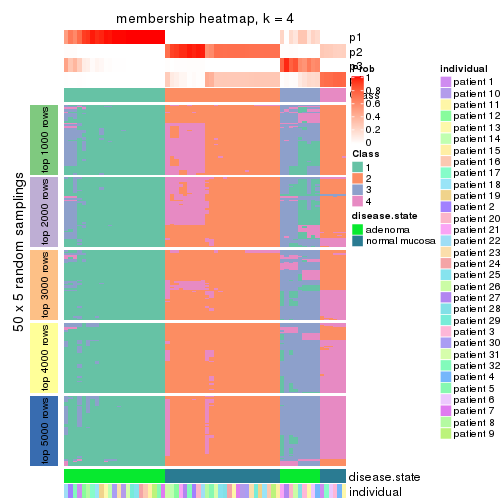 membership heatmap, k = 4
p1
p2
p3
Prob
1
0.8
0.6
0.4
0.2
0
Class
1
2
3
4
disease.state
adenoma
normal mucosa
individual
patient 1
patient 10
patient 11
patient 12
patient 13
patient 14
patient 15
patient 16
patient 17
patient 18
patient 19
patient 2
patient 20
patient 21
patient 22
patient 23
patient 24
patient 25
patient 26
patient 27
patient 28
patient 29
patient 3
patient 30
patient 31
patient 32
patient 4
patient 5
patient 6
patient 7
patient 8
patient 9
50 x 5 random samplings
top 1000 rows
top 2000 rows
top 3000 rows
top 4000 rows
top 5000 rows
disease.state
individual